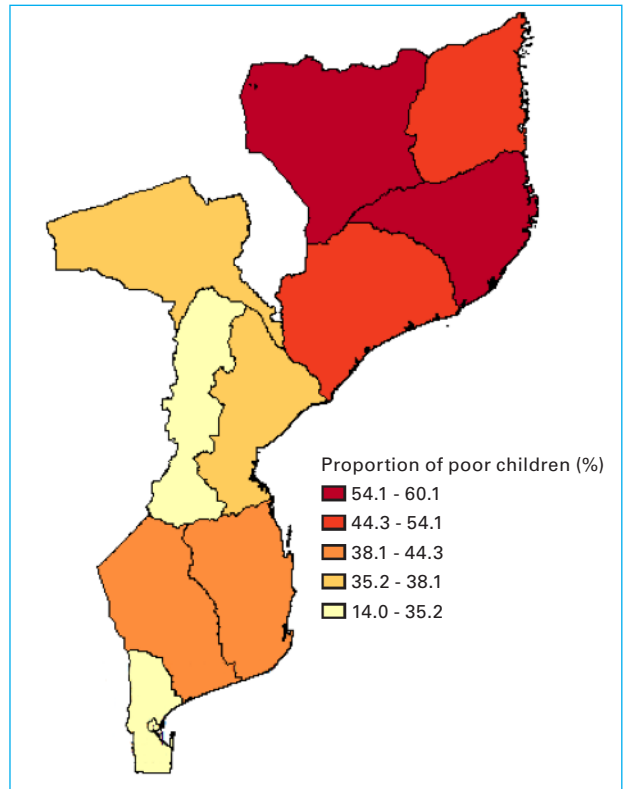 Proportion of poor children (%)
54.1 - 60.1
44.3 - 54.1
38.1 - 44.3
35.2 - 38.1
14.0 - 35.2